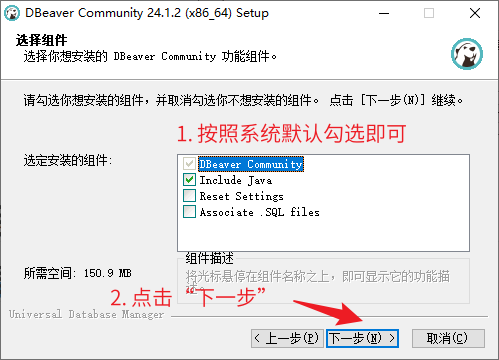 DBeaver Community 24.1.2 (x86_64) Setup
选择组件
选择你想安装的 DBeaver Community 功能组件。
请勾选你想安装的组件，并取消勾选你不想安装的组件。 点击 [下一步(N)] 继续。
1. 按照系统默认勾选即可
选定安装的组件:
DBeaver Community
Include Java
Reset Settings
Associate .SQL files
组件描述
所需空间: 150.9 MB
将光标悬停在组件名称之上，即可显示它的功能描述。
2. 点击“下一步”
Universal Database Manager
< 上一步(P)
下一步(N) >
取消(C)